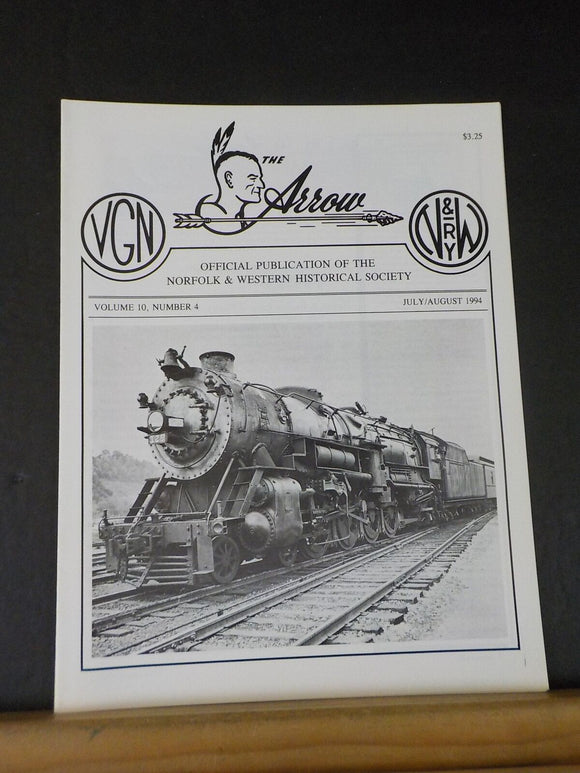 $3.25
THE
Arrow
VGN
N&W
RY
OFFICIAL PUBLICATION OF THE
NORFOLK & WESTERN HISTORICAL SOCIETY
VOLUME 10, NUMBER 4
JULY/AUGUST 1994